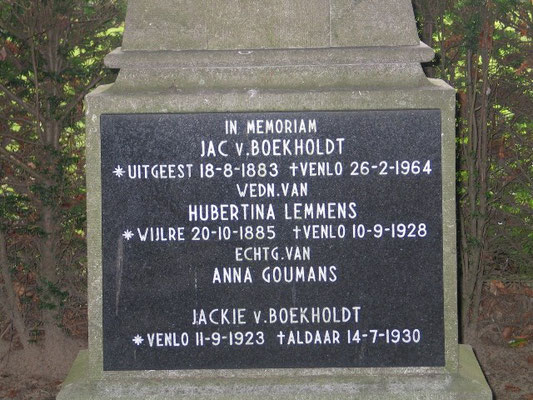 IN MEMORIAM
JAC v. BOEKHOLDT
* UITGEEST 18-8-1883 † VENLO 26-2-1964
WEDN. VAN
HUBERTINA LEMMENS
* WIJLRE 20-10-1885 † VENLO 10-9-1928
ECHTG. VAN
ANNA GOUMANS
JACKIE v. BOEKHOLDT
* VENLO 11-9-1923 † ALDAAR 14-7-1930